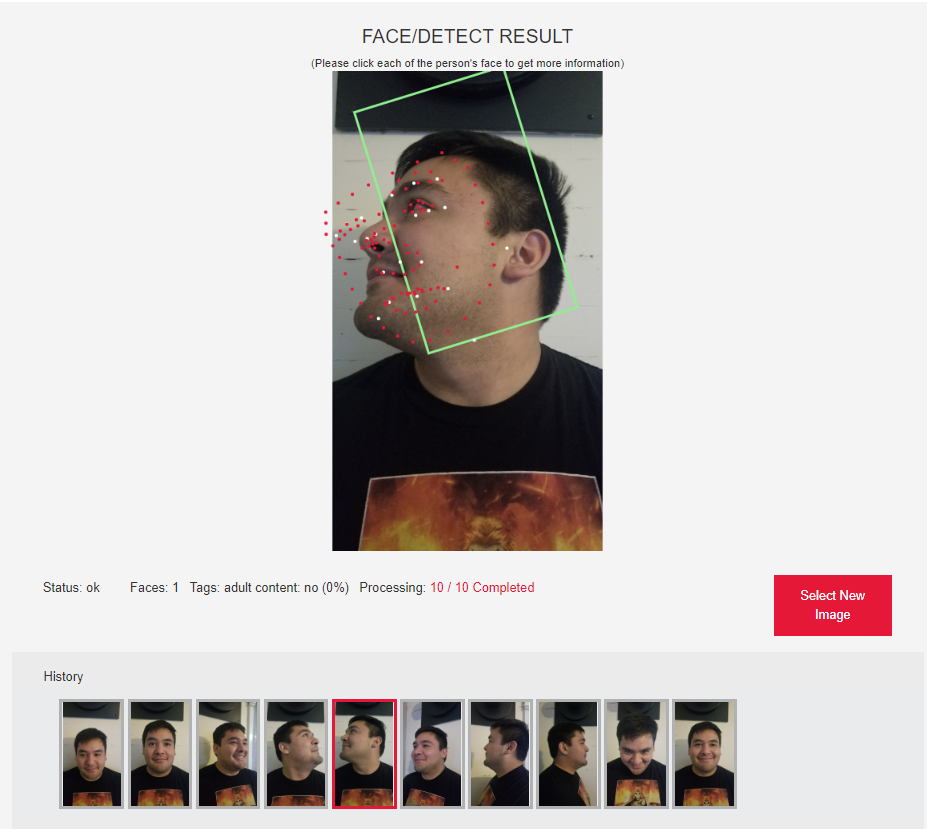 FACE/DETECT RESULT
(Please click each of the person's face to get more information)
Status: ok Faces: 1 Tags: adult content: no (0%) Processing: 10 / 10 Completed
Select New
Image
History